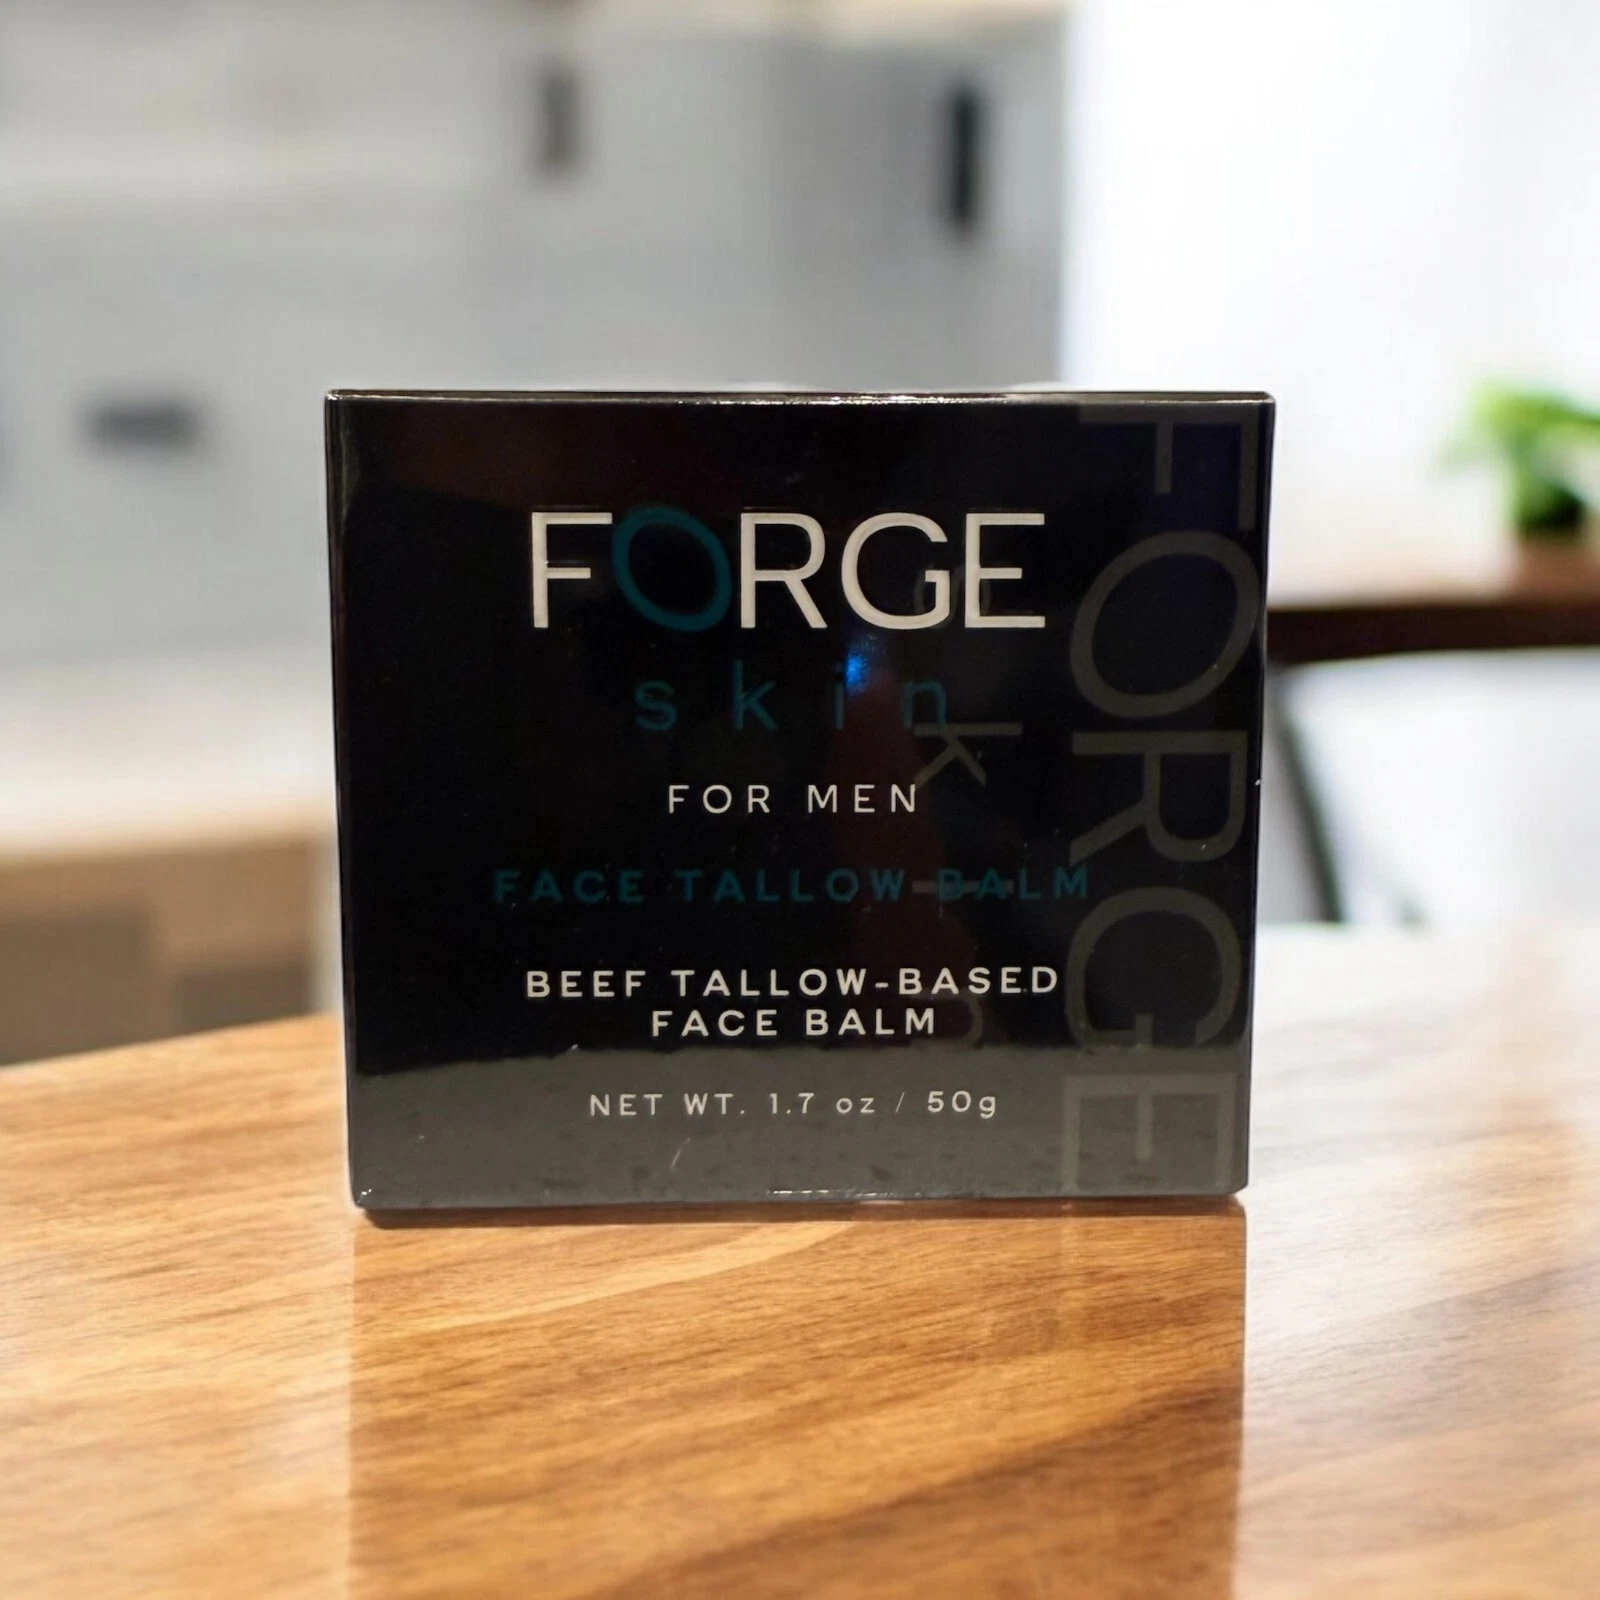 FORGE
skin
FOR MEN
FACE TALLOW BALM
BEEF TALLOW-BASED
FACE BALM
NET WT. 1.7 oz / 50g
FORGE
skin